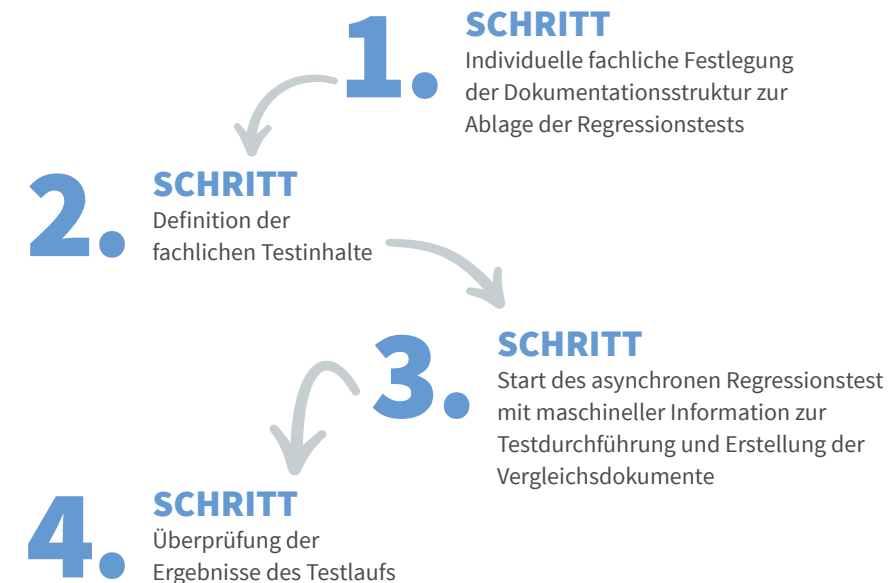 1. SCHRITT
Individuelle fachliche Festlegung
der Dokumentationsstruktur zur
Ablage der Regressionstests
2. SCHRITT
Definition der
fachlichen Testinhalte
3. SCHRITT
Start des asynchronen Regressionstest
mit maschineller Information zur
Testdurchführung und Erstellung der
Vergleichsdokumente
4. SCHRITT
Überprüfung der
Ergebnisse des Testlaufs